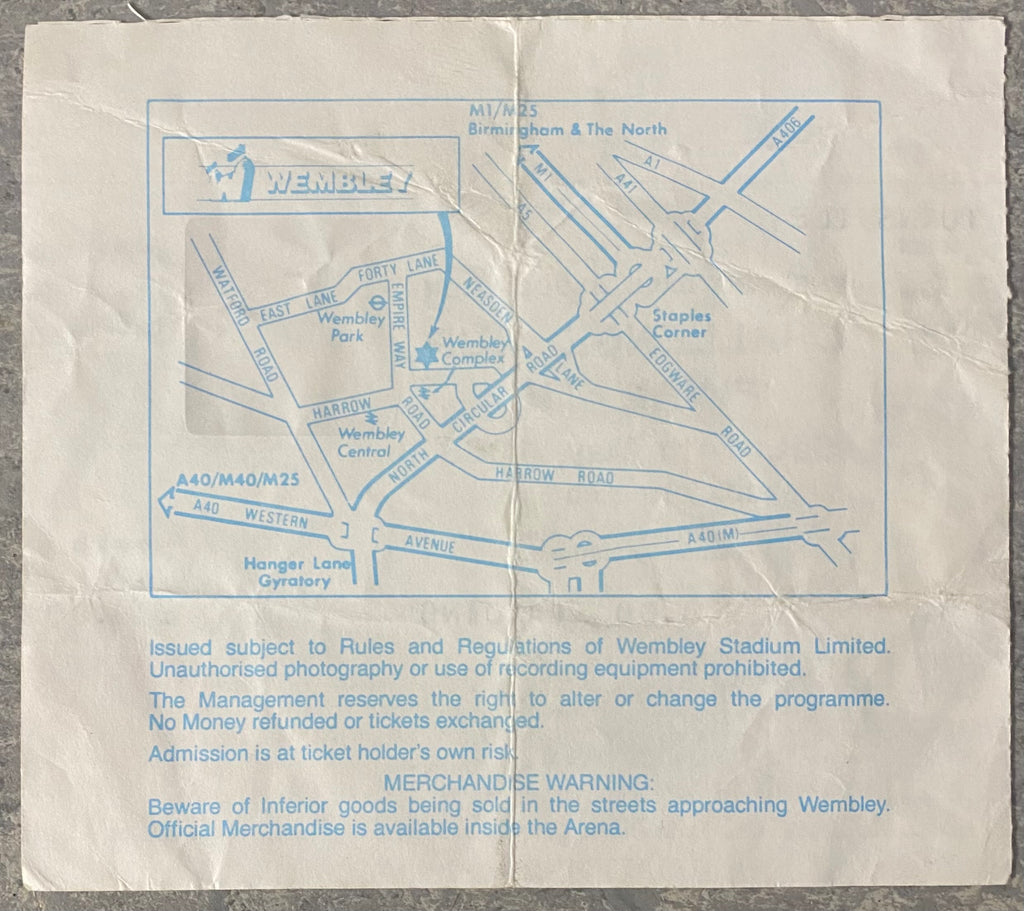 M1/M25
Birmingham & The North
WEMBLEY
A406
A1
A41
M1
A5
WATFORD ROAD
EAST LANE
FORTY LANE
EMPIRE WAY
NEASDEN LANE
Wembley
Park
Wembley
Complex
Staples
Corner
EDGWARE ROAD
HARROW ROAD
Wembley
Central
NORTH CIRCULAR ROAD
HARROW ROAD
A40/M40/M25
A40 WESTERN AVENUE
A40(M)
Hanger Lane
Gyratory
Issued subject to Rules and Regulations of Wembley Stadium Limited.
Unauthorised photography or use of recording equipment prohibited.
The Management reserves the right to alter or change the programme.
No Money refunded or tickets exchanged.
Admission is at ticket holder's own risk.
MERCHANDISE WARNING:
Beware of Inferior goods being sold in the streets approaching Wembley.
Official Merchandise is available inside the Arena.